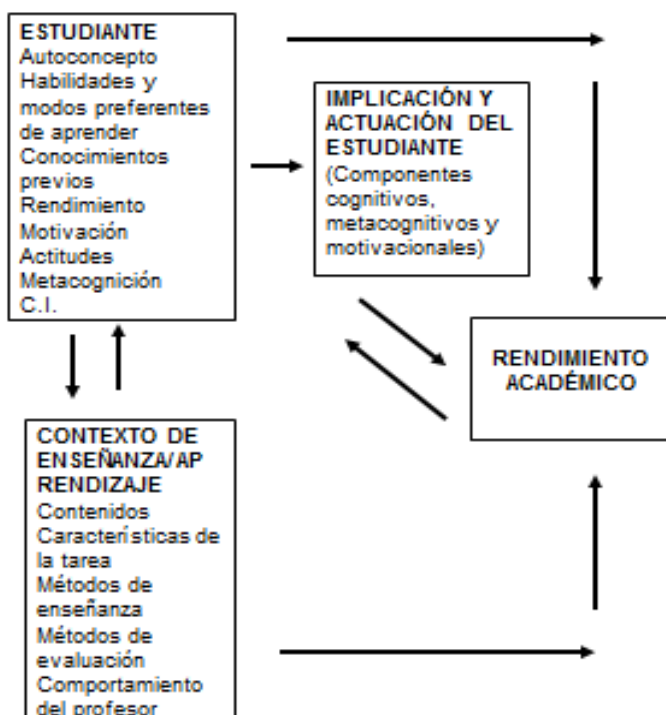 ESTUDIANTE
Autoconcepto
Habilidades y
modos preferentes
de aprender
Conocimientos
previos
Rendimiento
Motivación
Actitudes
Metacognición
C.I.
IMPLICACIÓN Y
ACTUACIÓN DEL
ESTUDIANTE
(Componentes
cognitivos,
metacognitivos y
motivacionales)
RENDIMIENTO
ACADÉMICO
CONTEXTO DE
ENSEÑANZA/AP
RENDIZAJE
Contenidos
Características de
la tarea
Métodos de
enseñanza
Métodos de
evaluación
Comportamiento
del profesor